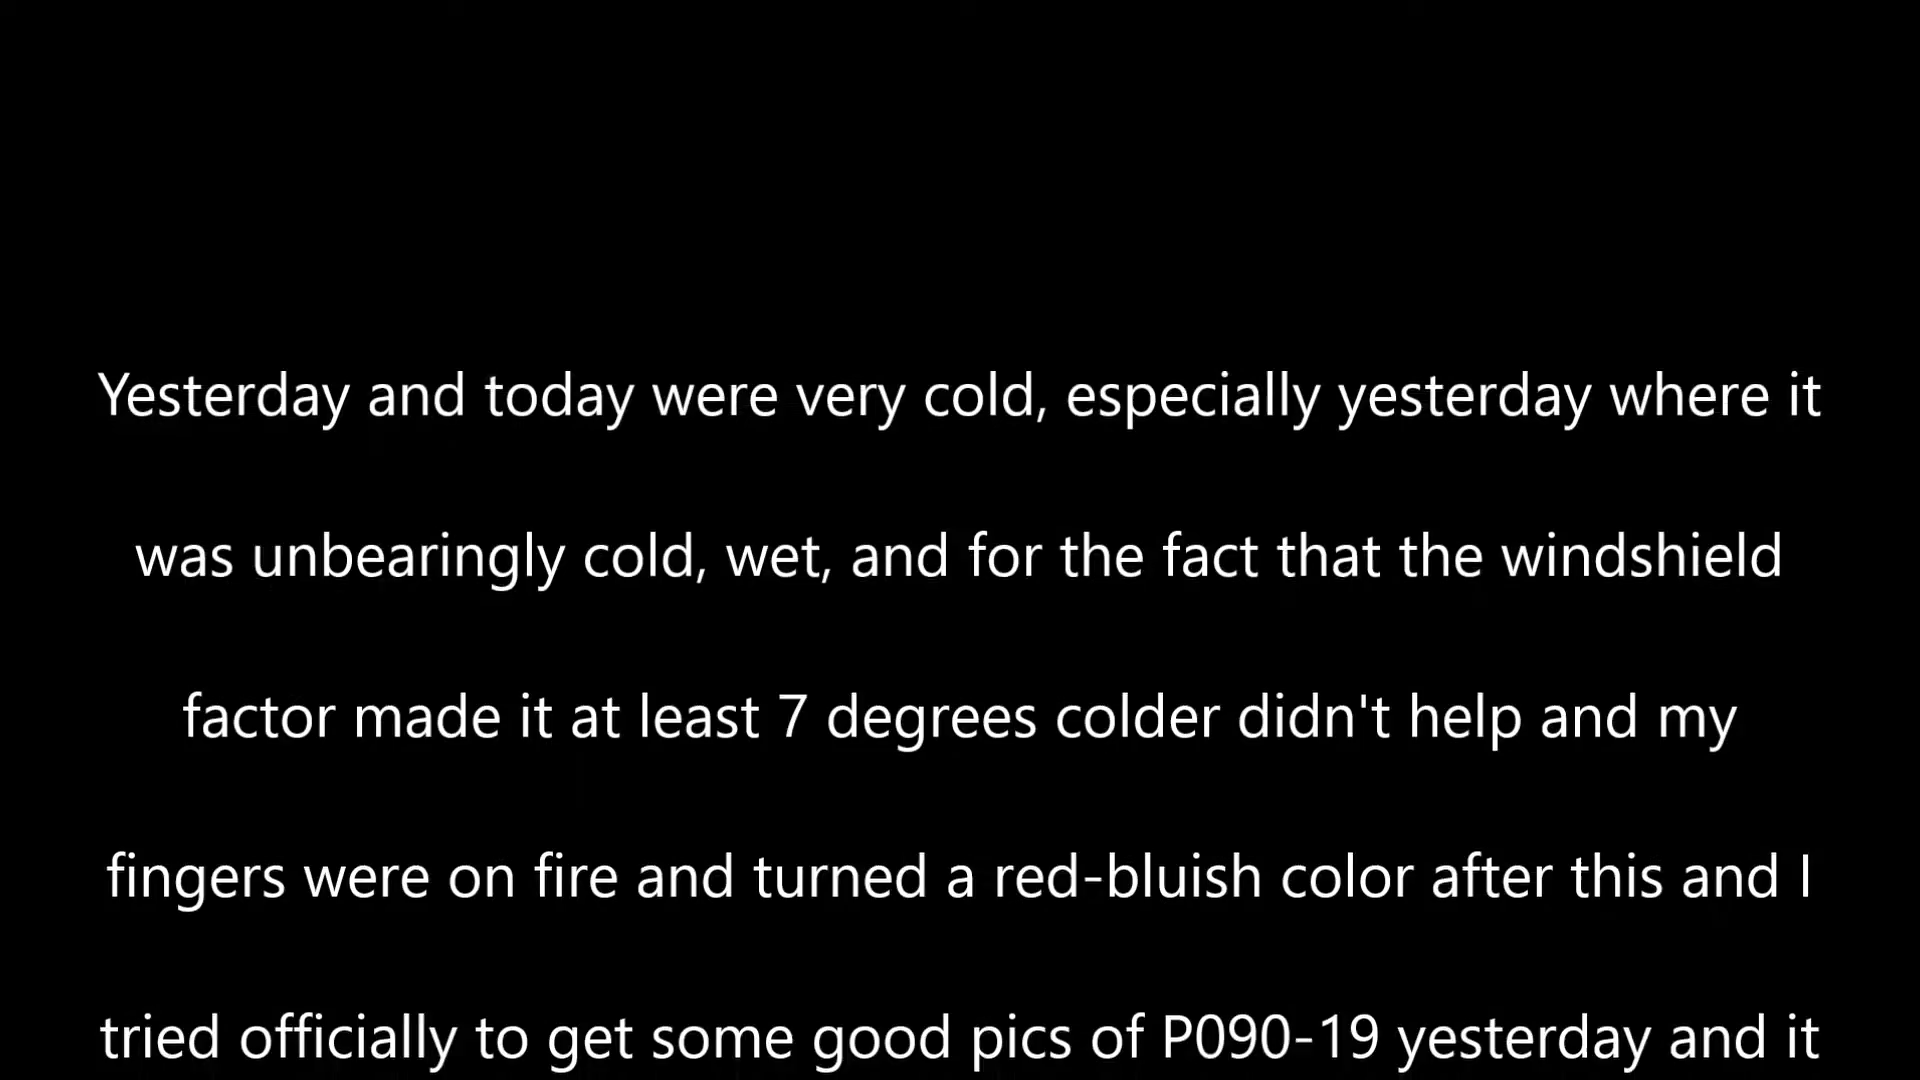 Yesterday and today were very cold, especially yesterday where it
was unbearingly cold, wet, and for the fact that the windshield
factor made it at least 7 degrees colder didn't help and my
fingers were on fire and turned a red-bluish color after this and I
tried officially to get some good pics of P090-19 yesterday and it